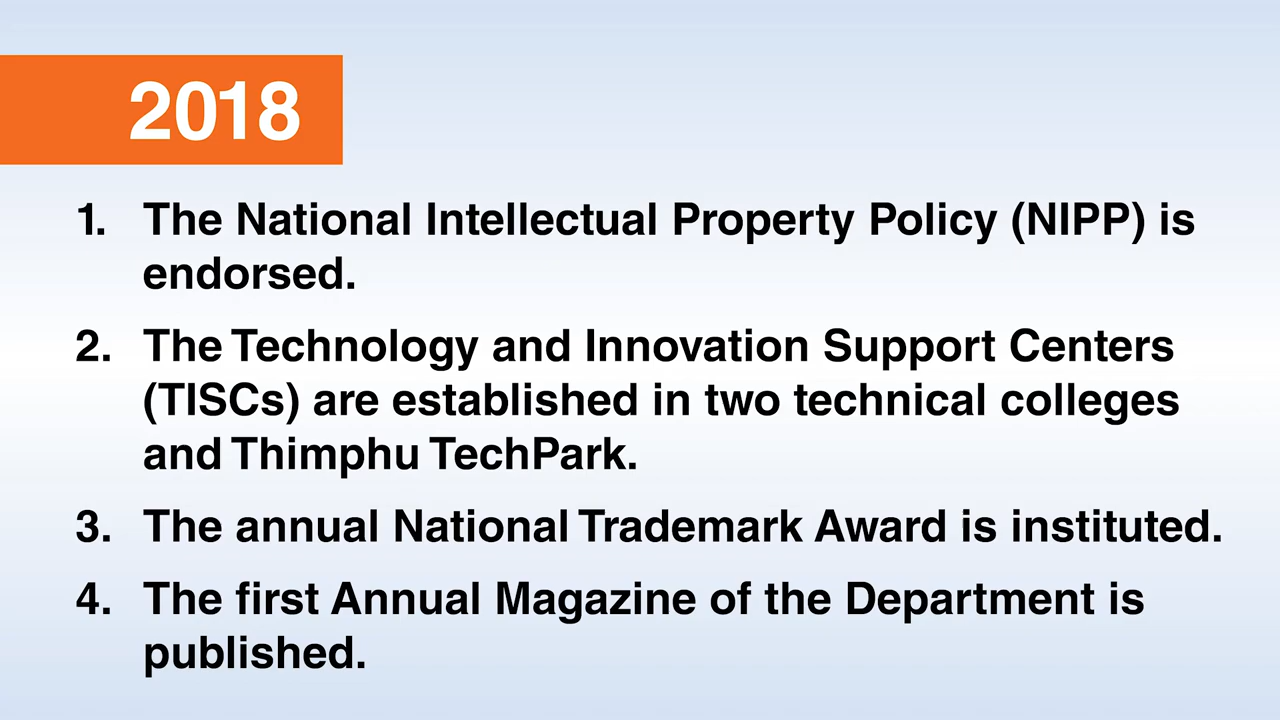 2018
1. The National Intellectual Property Policy (NIPP) is
endorsed.
2. The Technology and Innovation Support Centers
(TISCs) are established in two technical colleges
and Thimphu TechPark.
3. The annual National Trademark Award is instituted.
4. The first Annual Magazine of the Department is
published.